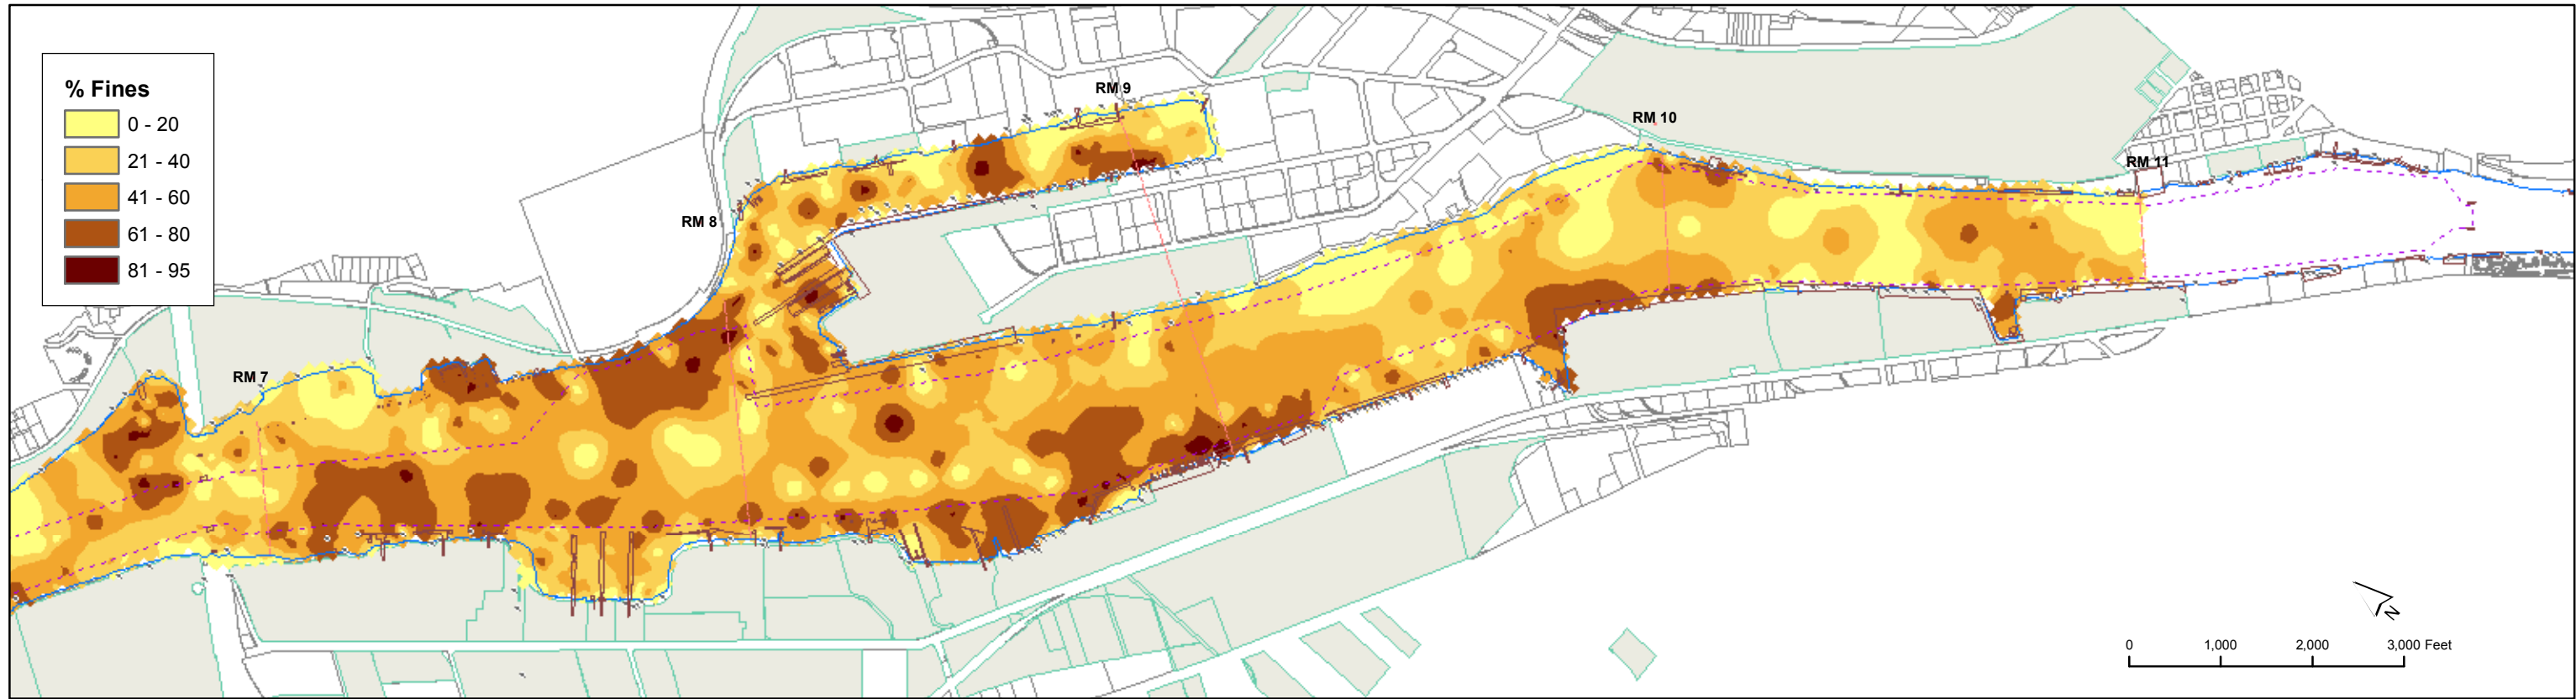 % Fines
0 - 20
21 - 40
41 - 60
61 - 80
81 - 95
RM 7
RM 8
RM 9
RM 10
RM 11
N
0 1,000 2,000 3,000 Feet